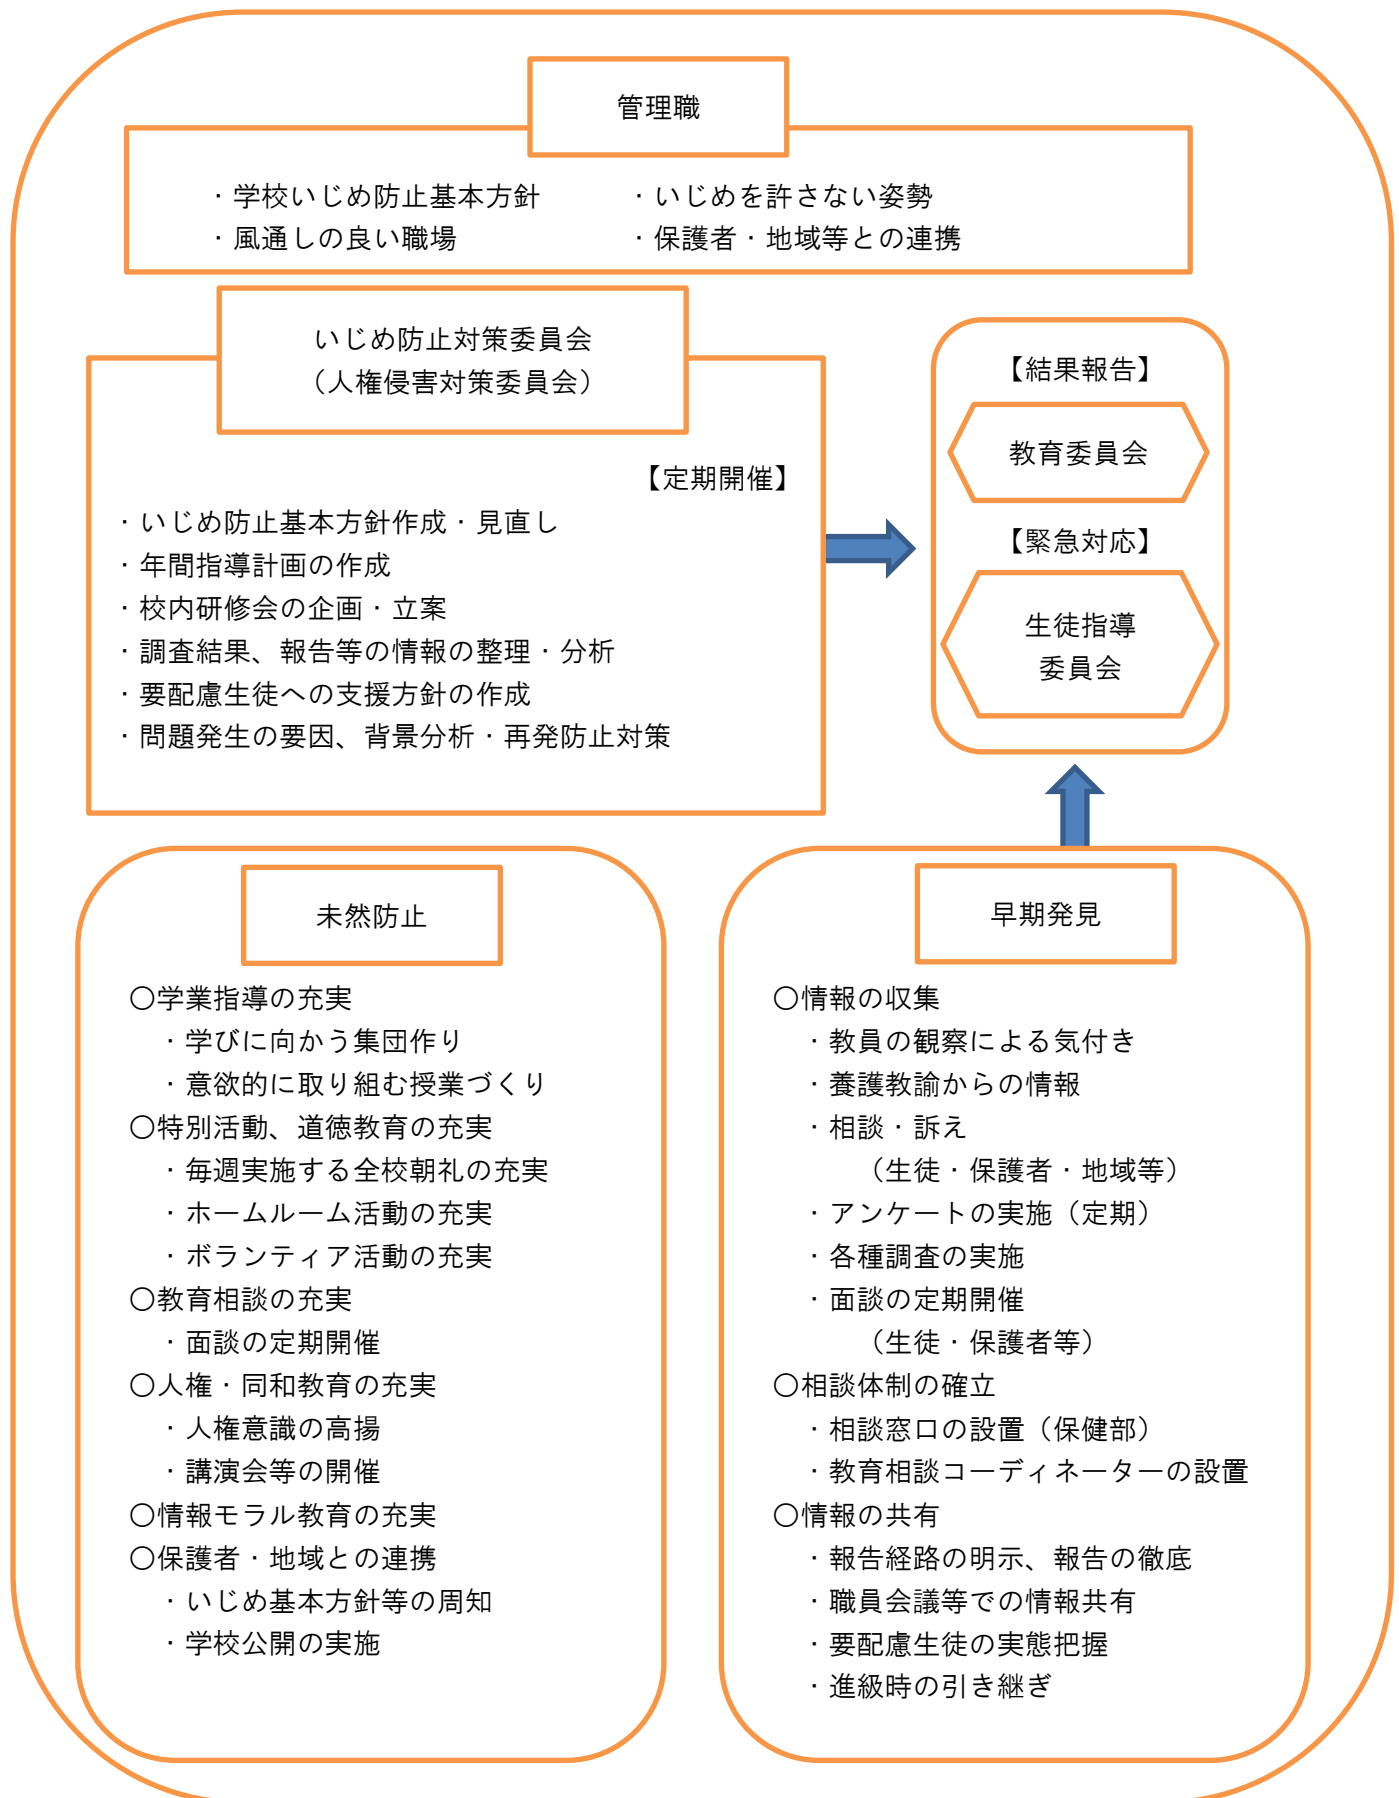 管理職
・学校いじめ防止基本方針　・いじめを許さない姿勢
・風通しの良い職場　・保護者・地域等との連携
いじめ防止対策委員会
（人権侵害対策委員会）
【定期開催】
・いじめ防止基本方針作成・見直し
・年間指導計画の作成
・校内研修会の企画・立案
・調査結果、報告等の情報の整理・分析
・要配慮生徒への支援方針の作成
・問題発生の要因、背景分析・再発防止対策
【結果報告】
教育委員会
【緊急対応】
生徒指導
委員会
未然防止
〇学業指導の充実
・学びに向かう集団作り
・意欲的に取り組む授業づくり
〇特別活動、道徳教育の充実
・毎週実施する全校朝礼の充実
・ホームルーム活動の充実
・ボランティア活動の充実
〇教育相談の充実
・面談の定期開催
〇人権・同和教育の充実
・人権意識の高揚
・講演会等の開催
〇情報モラル教育の充実
〇保護者・地域との連携
・いじめ基本方針等の周知
・学校公開の実施
早期発見
〇情報の収集
・教員の観察による気付き
・養護教諭からの情報
・相談・訴え
（生徒・保護者・地域等）
・アンケートの実施（定期）
・各種調査の実施
・面談の定期開催
（生徒・保護者等）
〇相談体制の確立
・相談窓口の設置（保健部）
・教育相談コーディネーターの設置
〇情報の共有
・報告経路の明示、報告の徹底
・職員会議等での情報共有
・要配慮生徒の実態把握
・進級時の引き継ぎ